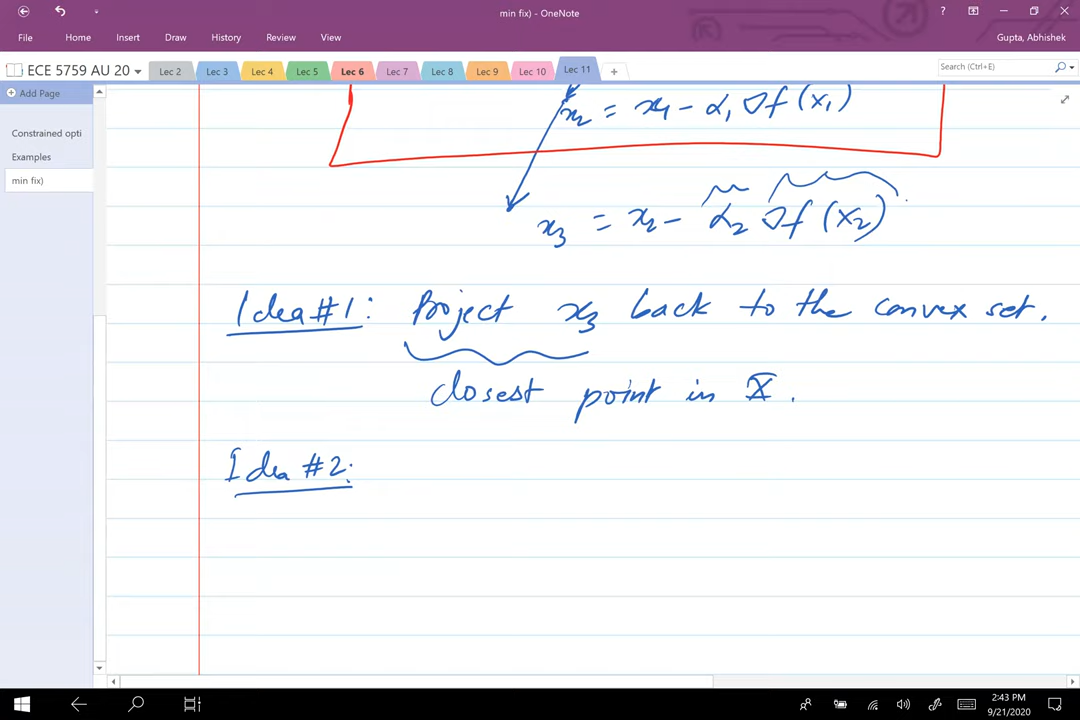 min fix) - OneNote
File Home Insert Draw History Review View Gupta, Abhishek
ECE 5759 AU 20 Lec 2 Lec 3 Lec 4 Lec 5 Lec 6 Lec 7 Lec 8 Lec 9 Lec 10 Lec 11 Search (Ctrl+E)
Add Page
Constrained opti
Examples
min fix)
x₂ = x₁ - α₁ ∇f(x₁)
x₃ = x₂ - α₂ ∇f(x₂)
Idea #1: Project x₃ back to the convex set.
closest point in X.
Idea #2:
2:43 PM
9/21/2020